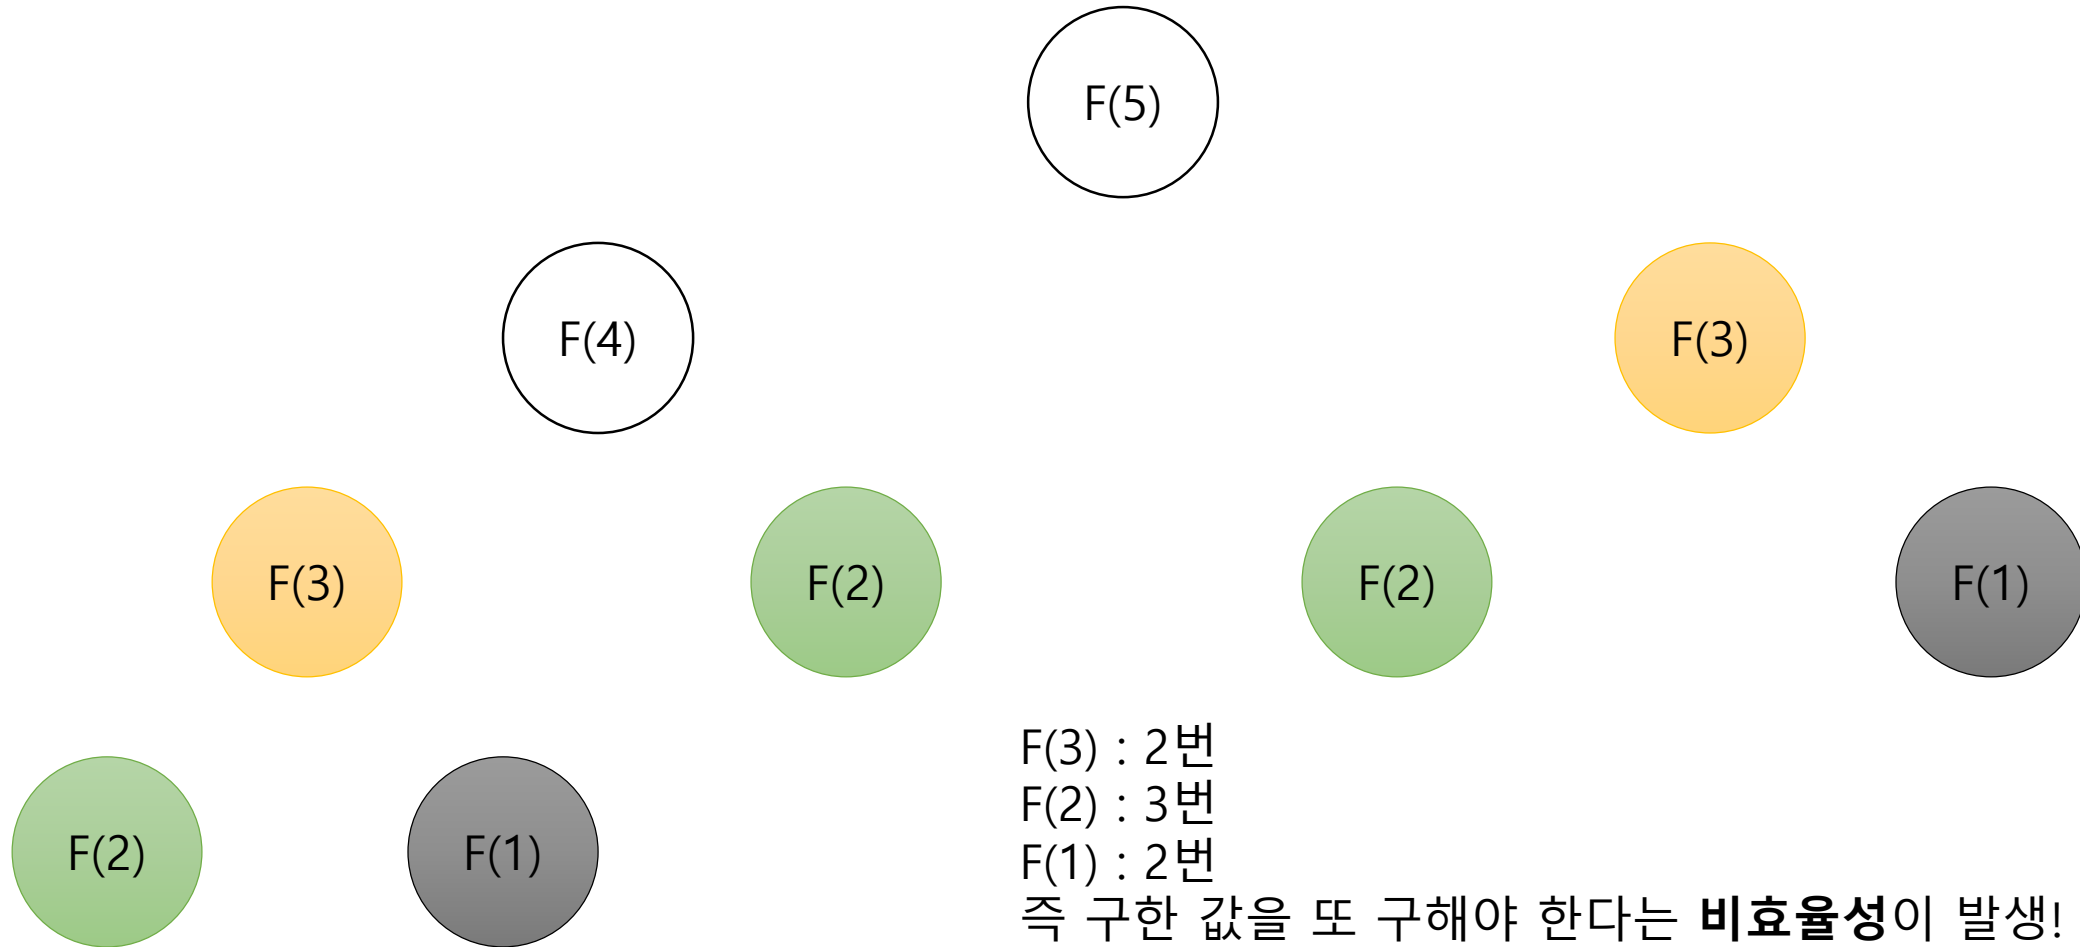 F(5)
F(4)
F(3)
F(3)
F(2)
F(2)
F(1)
F(2)
F(1)
F(3) : 2번
F(2) : 3번
F(1) : 2번
즉 구한 값을 또 구해야 한다는 비효율성이 발생!